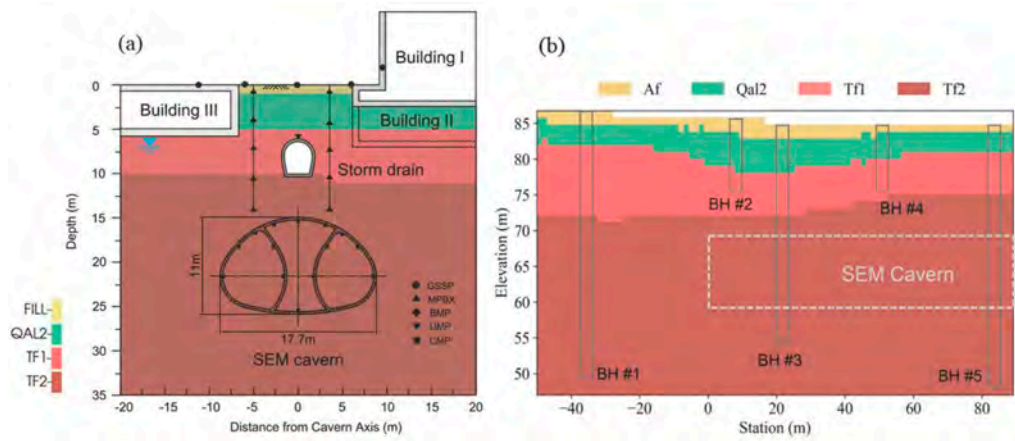 (a)
Building I
Building III
Building II
Storm drain
11m
17.7m
SEM cavern
GSSP
MPBX
BMP
UMP
CMP
0
5
10
15
20
25
30
35
Depth (m)
-20 -15 -10 -5 0 5 10 15 20
Distance from Cavern Axis (m)
FILL
QAL2
TF1
TF2
(b)
Af Qal2 Tf1 Tf2
85
80
75
70
65
60
55
50
Elevation (m)
BH #2
BH #4
SEM Cavern
BH #3
BH #1
BH #5
−40 −20 0 20 40 60 80
Station (m)